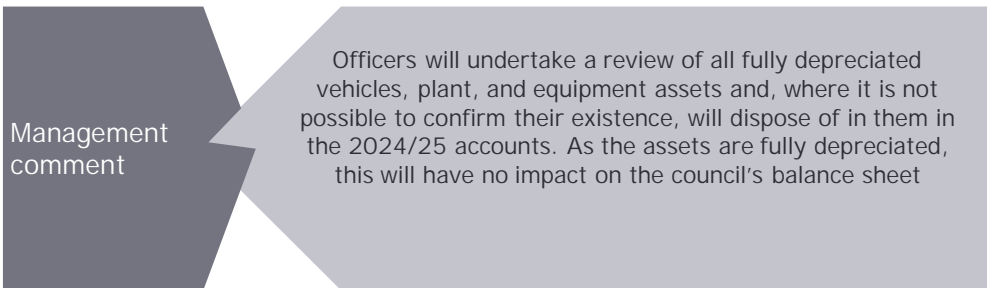 Management
comment
Officers will undertake a review of all fully depreciated
vehicles, plant, and equipment assets and, where it is not
possible to confirm their existence, will dispose of in them in
the 2024/25 accounts. As the assets are fully depreciated,
this will have no impact on the council's balance sheet